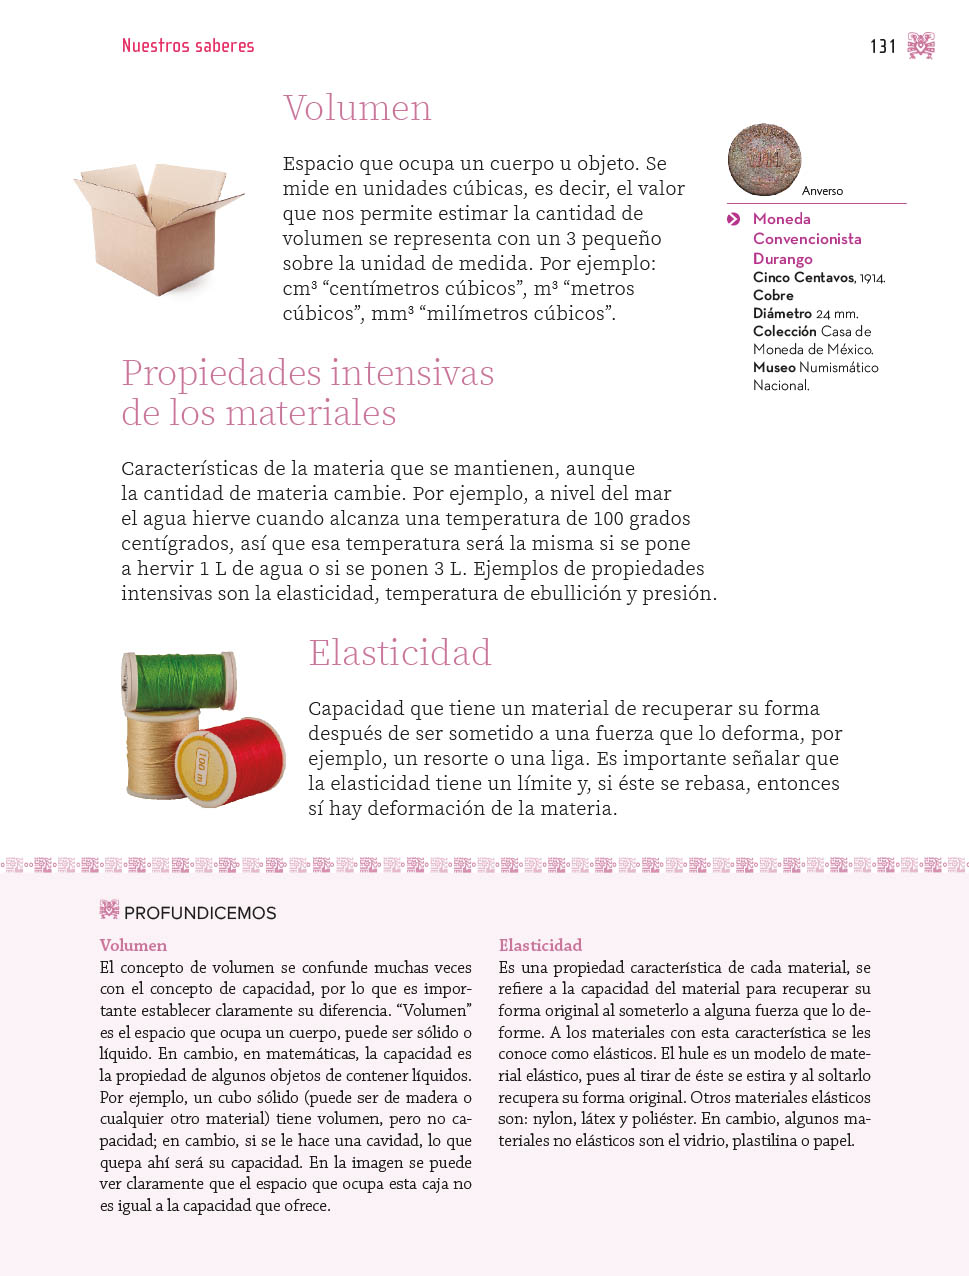 Nuestros saberes
131
Volumen
Espacio que ocupa un cuerpo u objeto. Se
mide en unidades cúbicas, es decir, el valor
que nos permite estimar la cantidad de
volumen se representa con un 3 pequeño
sobre la unidad de medida. Por ejemplo:
cm³ “centímetros cúbicos”, m³ “metros
cúbicos”, mm³ “milímetros cúbicos”.
1914
Anverso
Moneda
Convencionista
Durango
Cinco Centavos, 1914.
Cobre
Diámetro 24 mm.
Colección Casa de
Moneda de México.
Museo Numismático
Nacional.
Propiedades intensivas
de los materiales
Características de la materia que se mantienen, aunque
la cantidad de materia cambie. Por ejemplo, a nivel del mar
el agua hierve cuando alcanza una temperatura de 100 grados
centígrados, así que esa temperatura será la misma si se pone
a hervir 1 L de agua o si se ponen 3 L. Ejemplos de propiedades
intensivas son la elasticidad, temperatura de ebullición y presión.
Elasticidad
Capacidad que tiene un material de recuperar su forma
después de ser sometido a una fuerza que lo deforma, por
ejemplo, un resorte o una liga. Es importante señalar que
la elasticidad tiene un límite y, si éste se rebasa, entonces
sí hay deformación de la materia.
100 m
PROFUNDICEMOS
Volumen
El concepto de volumen se confunde muchas veces
con el concepto de capacidad, por lo que es impor-
tante establecer claramente su diferencia. “Volumen”
es el espacio que ocupa un cuerpo, puede ser sólido o
líquido. En cambio, en matemáticas, la capacidad es
la propiedad de algunos objetos de contener líquidos.
Por ejemplo, un cubo sólido (puede ser de madera o
cualquier otro material) tiene volumen, pero no ca-
pacidad; en cambio, si se le hace una cavidad, lo que
quepa ahí será su capacidad. En la imagen se puede
ver claramente que el espacio que ocupa esta caja no
es igual a la capacidad que ofrece.
Elasticidad
Es una propiedad característica de cada material, se
refiere a la capacidad del material para recuperar su
forma original al someterlo a alguna fuerza que lo de-
forme. A los materiales con esta característica se les
conoce como elásticos. El hule es un modelo de mate-
rial elástico, pues al tirar de éste se estira y al soltarlo
recupera su forma original. Otros materiales elásticos
son: nylon, látex y poliéster. En cambio, algunos ma-
teriales no elásticos son el vidrio, plastilina o papel.